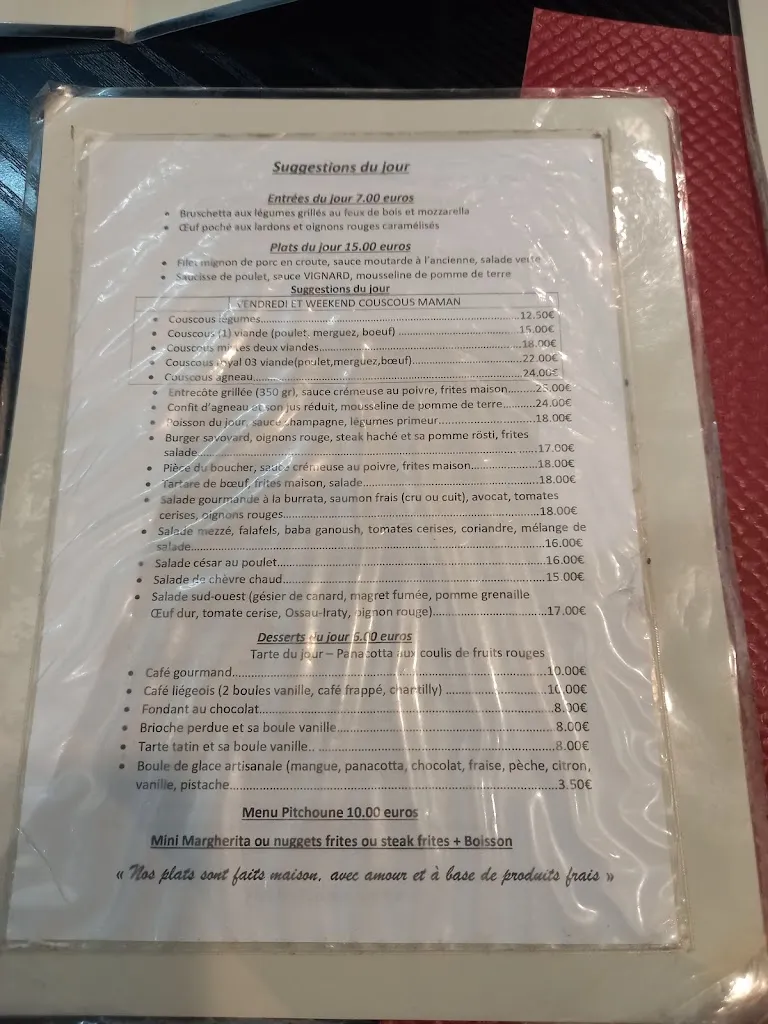 Suggestions du jour
Entrées du jour 7.00 euros
• Bruschetta aux légumes grillés au feux de bois et mozzarella
• Œuf poché aux lardons et oignons rouges caramélisés
Plats du jour 15.00 euros
• Filet mignon de porc en croute, sauce moutarde à l'ancienne, salade verte
• Saucisse de poulet, sauce VIGNARD, mousseline de pomme de terre
Suggestions du jour
VENDREDI ET WEEKEND COUSCOUS MAMAN
• Couscous légumes....................12.50€
• Couscous (1) viande (poulet, merguez, boeuf) ....................15.00€
• Couscous mixtes deux viandes....................18.00€
• Couscous royal 03 viande(poulet,merguez,bœuf)....................22.00€
• Couscous agneau....................24.00€
• Entrecôte grillée (350 gr), sauce crémeuse au poivre, frites maison.......25.00€
• Confit d'agneau et son jus réduit, mousseline de pomme de terre.........24.00€
• Poisson du jour, sauce champagne, légumes primeur....................18.00€
• Burger savoyard, oignons rouge, steak haché et sa pomme rösti, frites
salade....................17.00€
• Pièce du boucher, sauce crémeuse au poivre, frites maison....................18.00€
• Tartare de bœuf, frites maison, salade....................18.00€
• Salade gourmande à la burrata, saumon frais (cru ou cuit), avocat, tomates
cerises, oignons rouges....................18.00€
• Salade mezzé, falafels, baba ganoush, tomates cerises, coriandre, mélange de
salade....................16.00€
• Salade césar au poulet....................16.00€
• Salade de chèvre chaud....................15.00€
• Salade sud-ouest (gésier de canard, magret fumée, pomme grenaille
Œuf dur, tomate cerise, Ossau-Iraty, oignon rouge)....................17.00€
Desserts du jour 6.00 euros
Tarte du jour – Panacotta aux coulis de fruits rouges
• Café gourmand....................10.00€
• Café liégeois (2 boules vanille, café frappé, chantilly) ....................10.00€
• Fondant au chocolat....................8.00€
• Brioche perdue et sa boule vanille....................8.00€
• Tarte tatin et sa boule vanille....................8.00€
• Boule de glace artisanale (mangue, panacotta, chocolat, fraise, pèche, citron,
vanille, pistache....................3.50€
Menu Pitchoune 10.00 euros
Mini Margherita ou nuggets frites ou steak frites + Boisson
« Nos plats sont faits maison, avec amour et à base de produits frais »